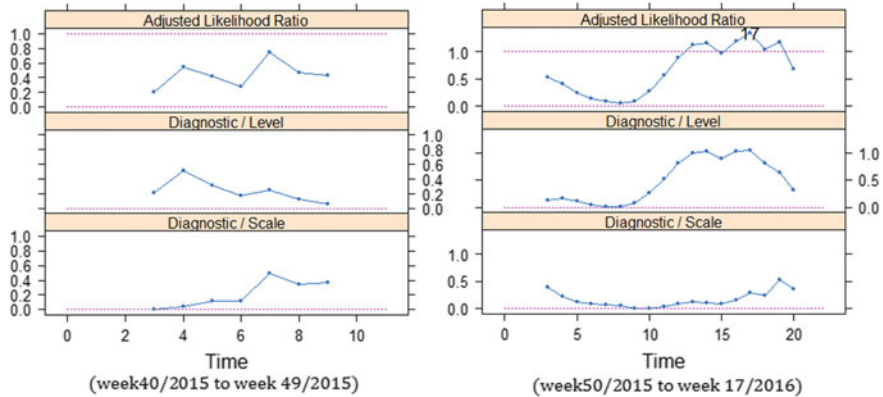 Adjusted Likelihood Ratio
1.0
0.8
0.6
0.4
0.2
0.0
Diagnostic / Level
1.0
0.8
0.6
0.4
0.2
0.0
Diagnostic / Scale
1.0
0.8
0.6
0.4
0.2
0.0
0 2 4 6 8 10
Time
(week40/2015 to week 49/2015)
Adjusted Likelihood Ratio
17
1.0
0.5
0.0
Diagnostic / Level
1.0
0.5
0.0
Diagnostic / Scale
1.0
0.5
0.0
0 5 10 15 20
Time
(week50/2015 to week 17/2016)